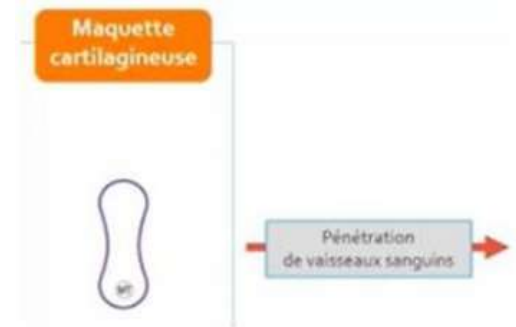 Maquette
cartilagineuse
Pénétration
de vaisseaux sanguins